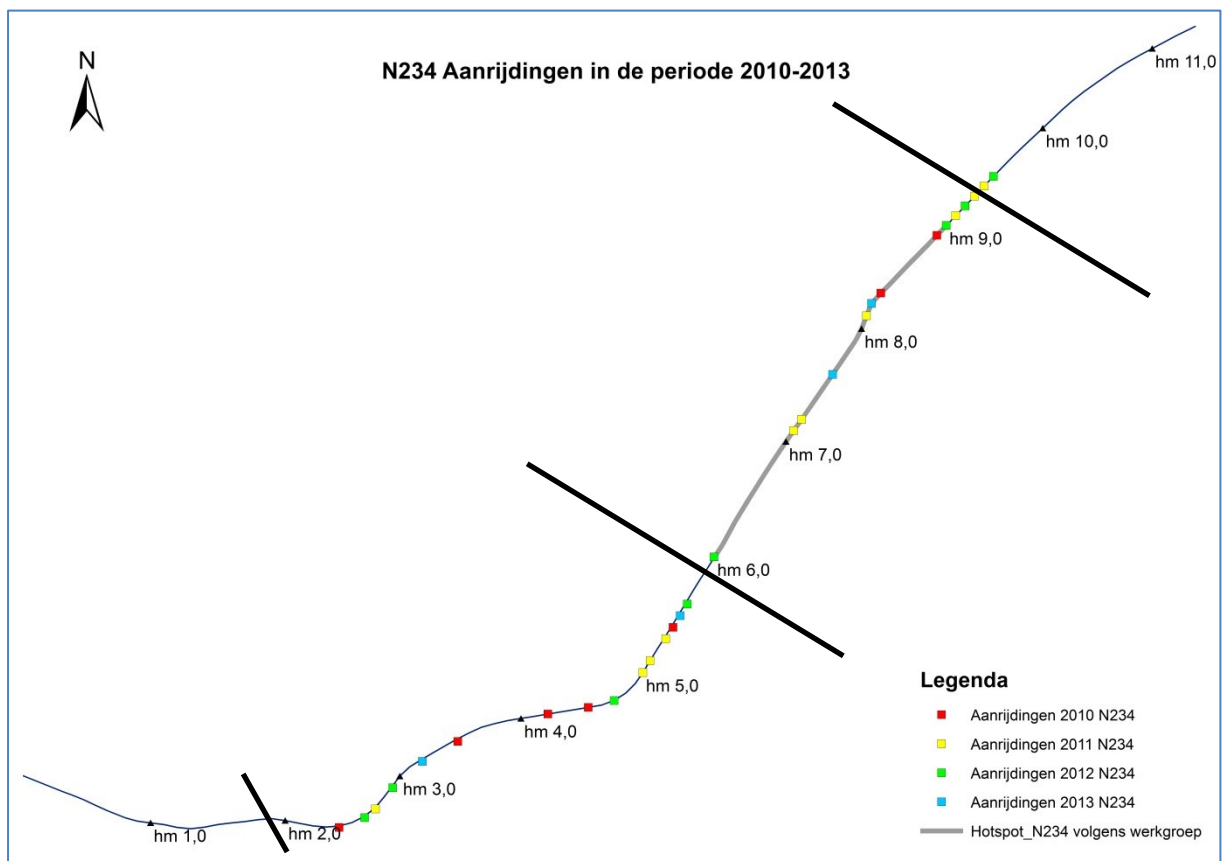 N
N234 Aanrijdingen in de periode 2010-2013
hm 11,0
hm 10,0
hm 9,0
hm 8,0
hm 7,0
hm 6,0
hm 5,0
hm 4,0
hm 3,0
hm 2,0
hm 1,0
Legenda
Aanrijdingen 2010 N234
Aanrijdingen 2011 N234
Aanrijdingen 2012 N234
Aanrijdingen 2013 N234
Hotspot_N234 volgens werkgroep